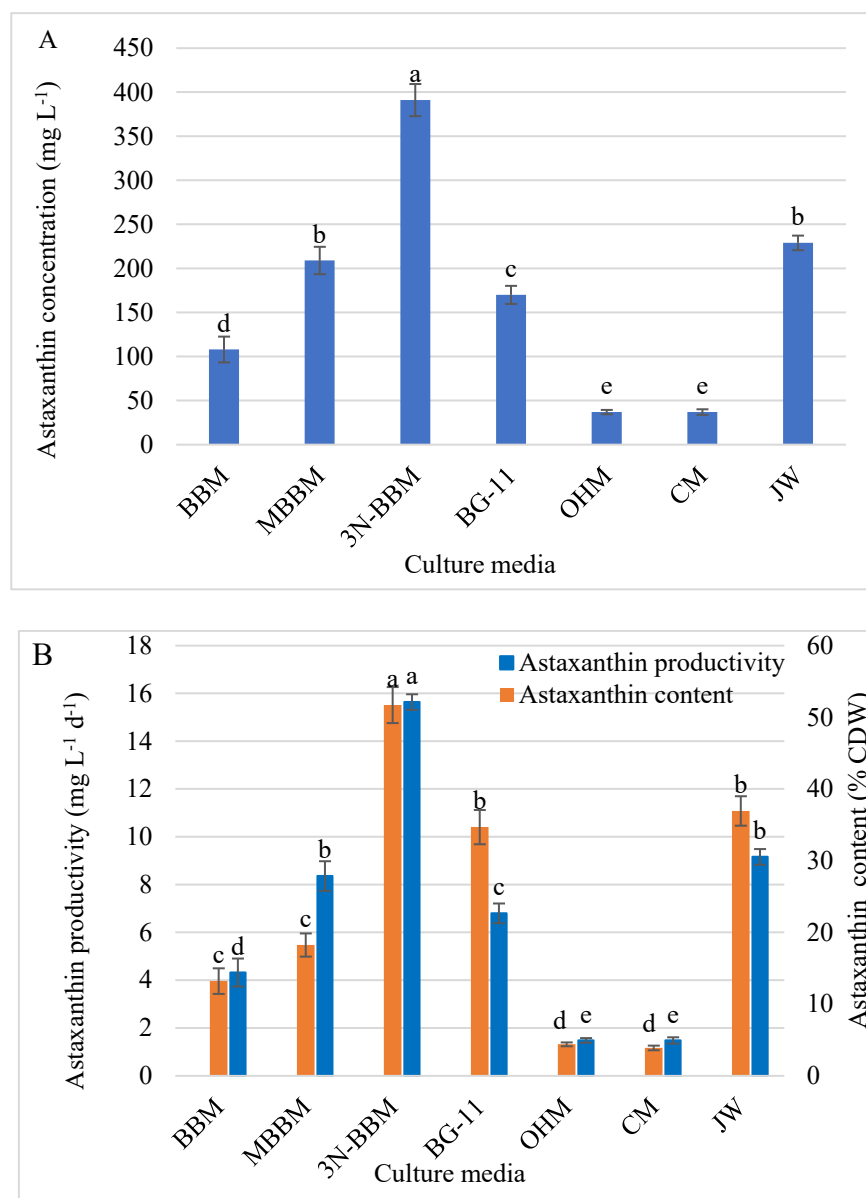 A
Astaxanthin concentration (mg L-1)
450
400
350
300
250
200
150
100
50
0
d
b
a
c
e
e
b
BBM
MBBM
3N-BBM
BG-11
OHM
CM
JW
Culture media
B
Astaxanthin productivity (mg L-1 d-1)
18
16
14
12
10
8
6
4
2
0
Astaxanthin productivity
Astaxanthin content
c d
c b
a a
b c
d e
d e
b b
60
50
40
30
20
10
0
Astaxanthin content (% CDW)
BBM
MBBM
3N-BBM
BG-11
OHM
CM
JW
Culture media